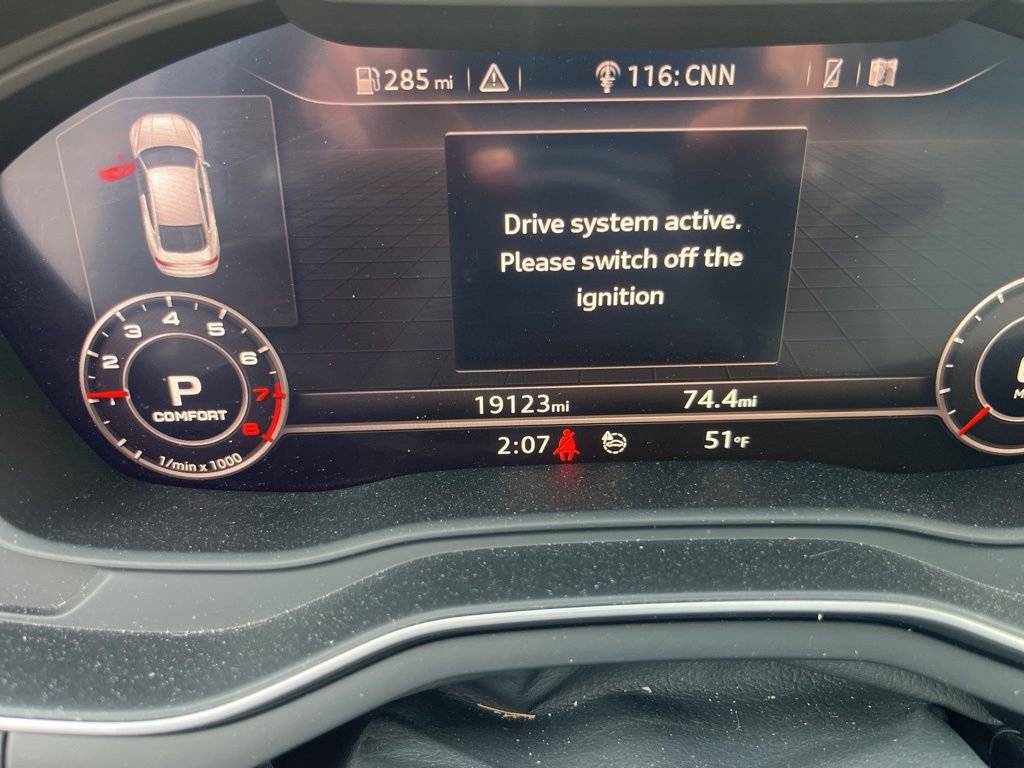 285 mi
116: CNN
Drive system active.
Please switch off the
ignition
2 3 4 5 6 7 8
P
COMFORT
1/min x 1000
19123mi
74.4mi
2:07
51°F